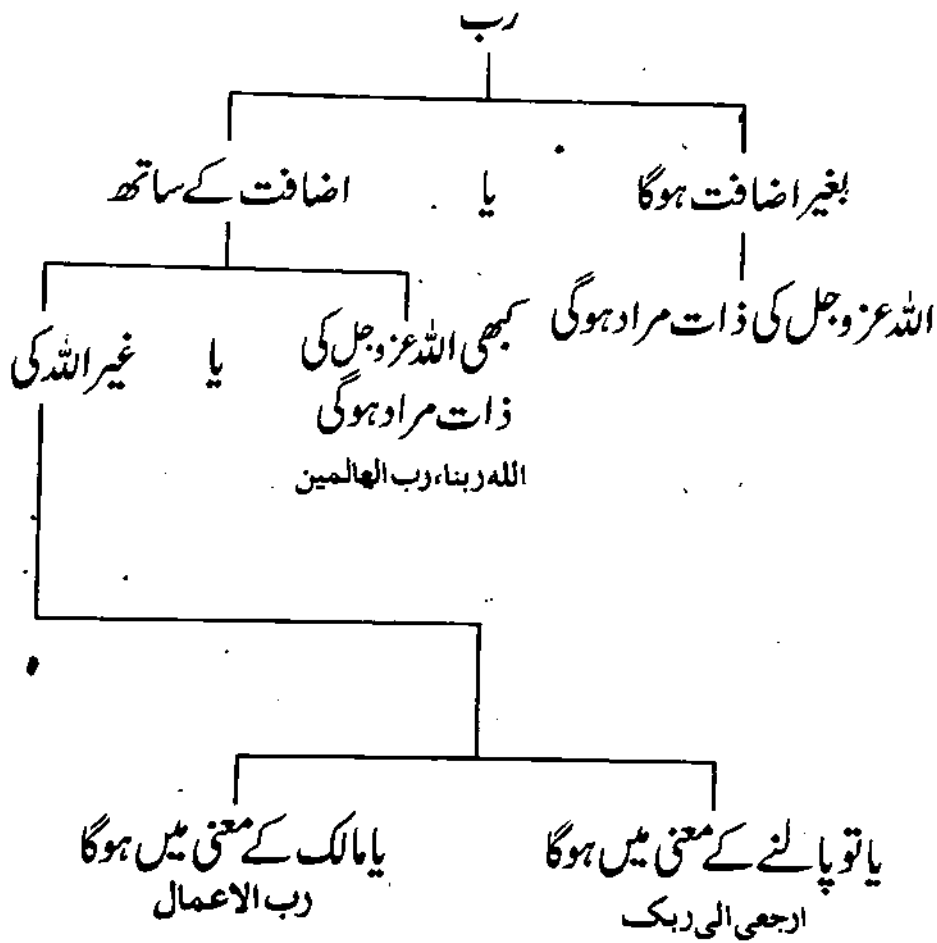 رب
بغیر اضافت ہوگا یا اضافت کے ساتھ
اللہ عزوجل کی ذات مراد ہوگی
کبھی اللہ عزوجل کی یا غیر اللہ کی
ذات مراد ہوگی
الله ربنا، رب العالمين
یا تو پالنے کے معنی میں ہوگا یا مالک کے معنی میں ہوگا
ارجعی الی ربک رب الاعمال